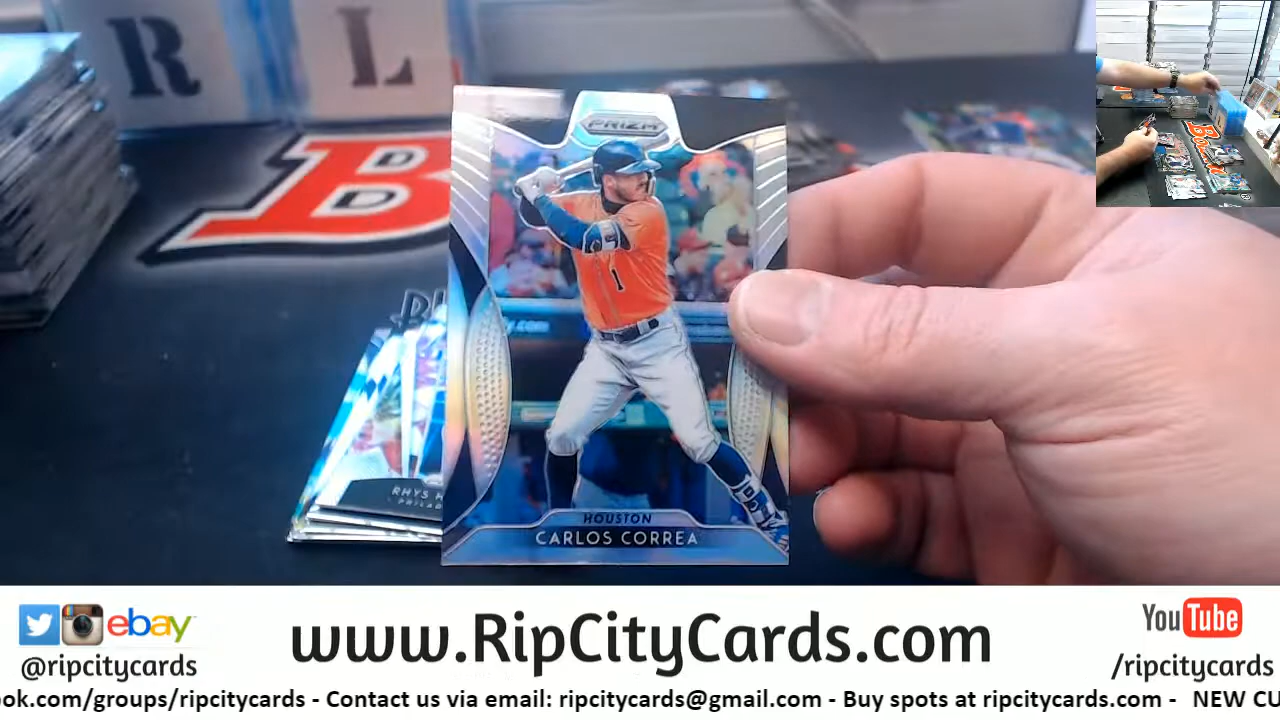 R L
B
PRIZM
1
HOUSTON
CARLOS CORREA
RHYS
ebay
@ripcitycards
www.RipCityCards.com
YouTube
/ripcitycards
ook.com/groups/ripcitycards - Contact us via email: ripcitycards@gmail.com - Buy spots at ripcitycards.com - NEW CU